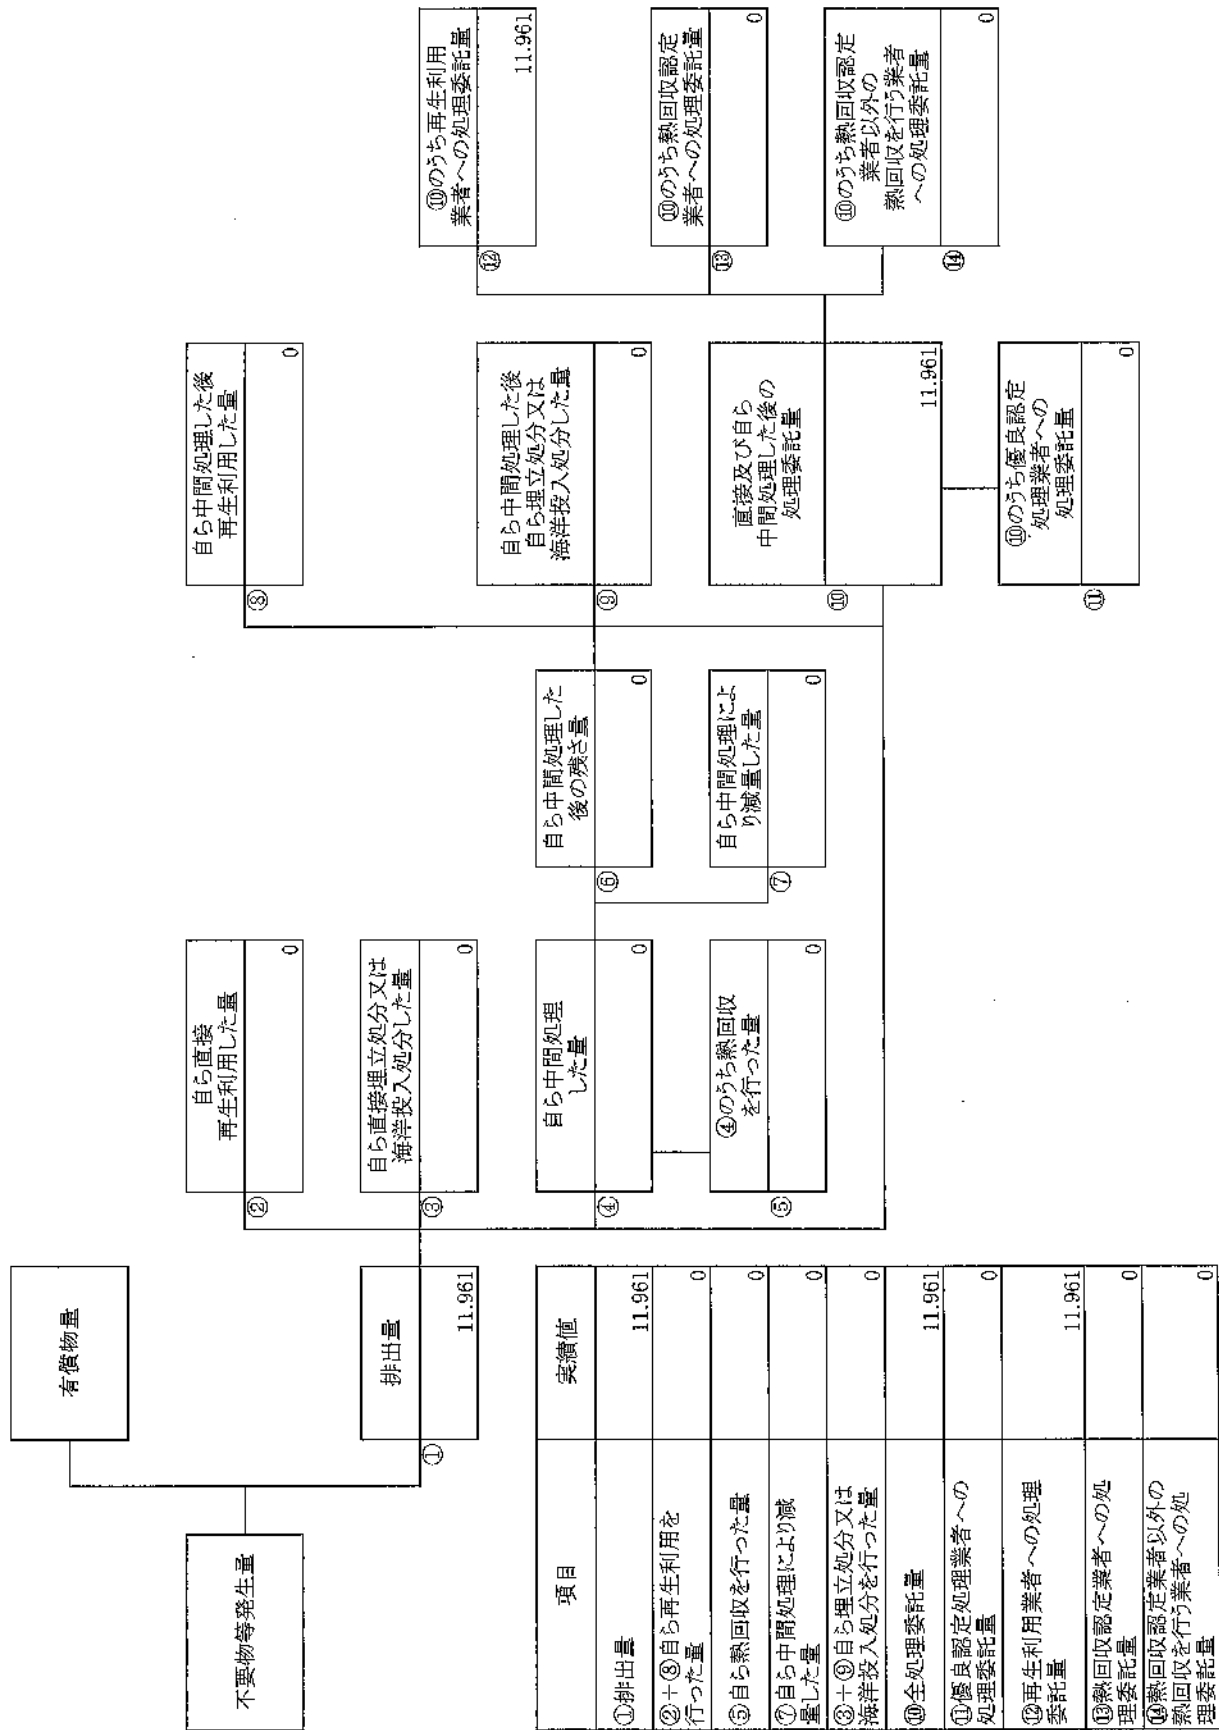 不要物等発生量
有償物量
①
排出量
11.961
②
自ら直接
再生利用した量
0
③
自ら直接埋立処分又は
海洋投入処分した量
0
④
自ら中間処理
した量
0
⑤
④のうち熱回収
を行った量
0
⑥
自ら中間処理した
後の残さ量
0
⑦
自ら中間処理によ
り減量した量
0
⑧
自ら中間処理した後
再生利用した量
0
⑨
自ら中間処理した後
自ら埋立処分又は
海洋投入処分した量
0
⑩
直接及び自ら
中間処理した後の
処理委託量
11.961
⑪
⑩のうち優良認定
処理業者への
処理委託量
0
⑫
⑩のうち再生利用
業者への処理委託量
11.961
⑬
⑩のうち熱回収認定
業者への処理委託量
0
⑭
⑩のうち熱回収認定
業者以外の
熱回収を行う業者
への処理委託量
0
項目 実績値
①排出量 11.961
②+⑧自ら再生利用を
行った量 0
⑤自ら熱回収を行った量 0
⑦自ら中間処理により減
量した量 0
③+⑨自ら埋立処分又は
海洋投入処分を行った量 0
⑩全処理委託量 11.961
⑪優良認定処理業者への
処理委託量 0
⑫再生利用業者への処理
委託量 11.961
⑬熱回収認定業者への処
理委託量 0
⑭熱回収認定業者以外の
熱回収を行う業者への処
理委託量 0